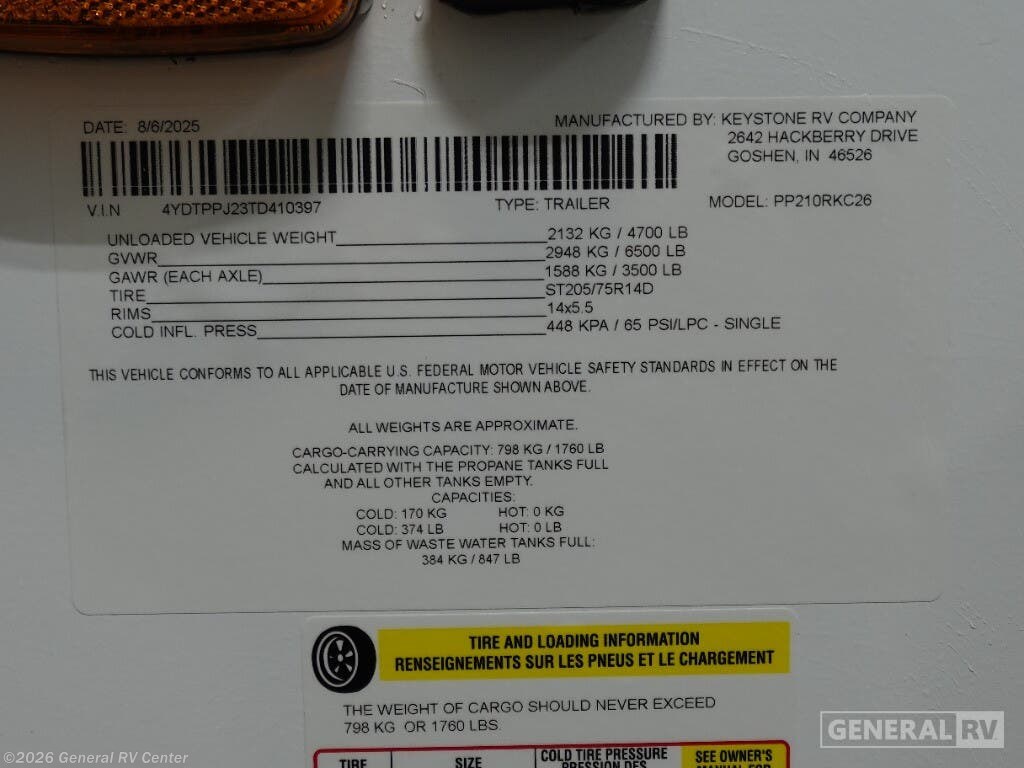 DATE: 8/6/2025
MANUFACTURED BY: KEYSTONE RV COMPANY
2642 HACKBERRY DRIVE
GOSHEN, IN 46526
V.I.N 4YDTPPJ23TD410397 TYPE: TRAILER MODEL: PP210RKC26
UNLOADED VEHICLE WEIGHT 2132 KG / 4700 LB
GVWR 2948 KG / 6500 LB
GAWR (EACH AXLE) 1588 KG / 3500 LB
TIRE ST205/75R14D
RIMS 14x5.5
COLD INFL. PRESS 448 KPA / 65 PSI/LPC - SINGLE
THIS VEHICLE CONFORMS TO ALL APPLICABLE U.S. FEDERAL MOTOR VEHICLE SAFETY STANDARDS IN EFFECT ON THE
DATE OF MANUFACTURE SHOWN ABOVE.
ALL WEIGHTS ARE APPROXIMATE.
CARGO-CARRYING CAPACITY: 798 KG / 1760 LB
CALCULATED WITH THE PROPANE TANKS FULL
AND ALL OTHER TANKS EMPTY.
CAPACITIES:
COLD: 170 KG HOT: 0 KG
COLD: 374 LB HOT: 0 LB
MASS OF WASTE WATER TANKS FULL:
384 KG / 847 LB
TIRE AND LOADING INFORMATION
RENSEIGNEMENTS SUR LES PNEUS ET LE CHARGEMENT
THE WEIGHT OF CARGO SHOULD NEVER EXCEED
798 KG OR 1760 LBS.
TIRE SIZE COLD TIRE PRESSURE SEE OWNER'S
PRESSION DES MANUAL FOR
GENERAL RV
©2026 General RV Center